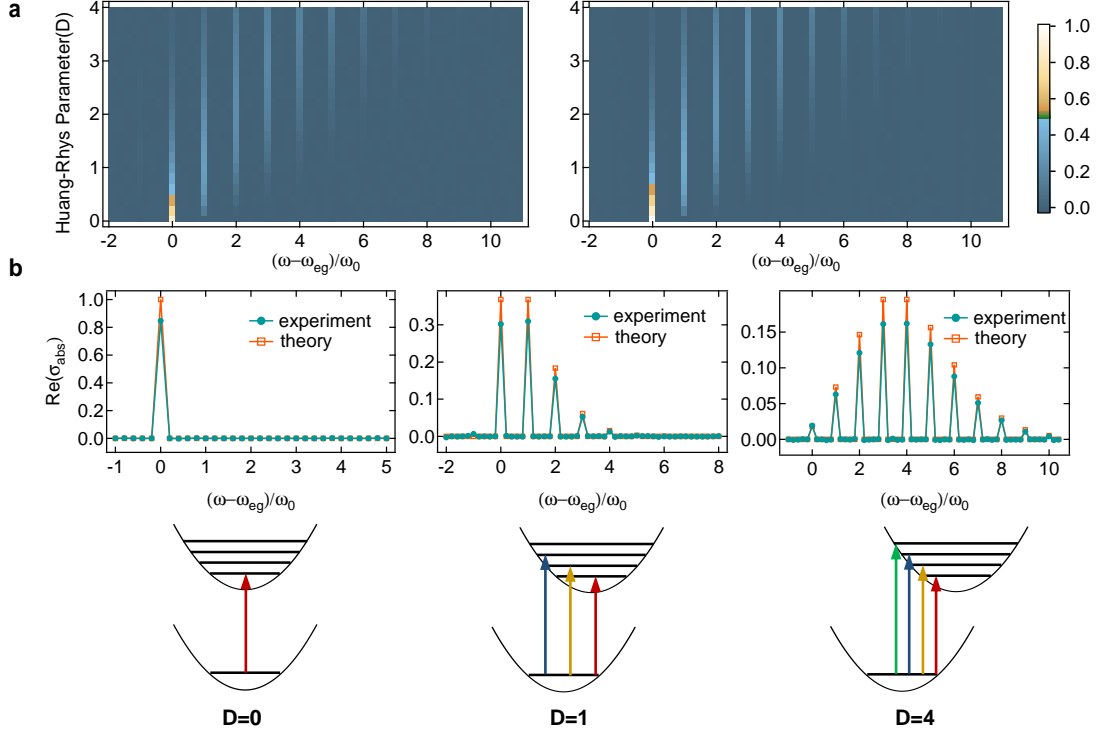 a
Huang-Rhys Parameter(D)
4
3
2
1
0
-2 0 2 4 6 8 10
(ω−ωeg)/ω0
4
3
2
1
0
-2 0 2 4 6 8 10
(ω−ωeg)/ω0
1.0
0.8
0.6
0.4
0.2
0.0
b
Re(σabs)
1.0
0.8
0.6
0.4
0.2
0.0
experiment
theory
-1 0 1 2 3 4 5
(ω−ωeg)/ω0
0.3
0.2
0.1
0.0
experiment
theory
-2 0 2 4 6 8
(ω−ωeg)/ω0
0.15
0.10
0.05
0.00
experiment
theory
0 2 4 6 8 10
(ω−ωeg)/ω0
D=0
D=1
D=4